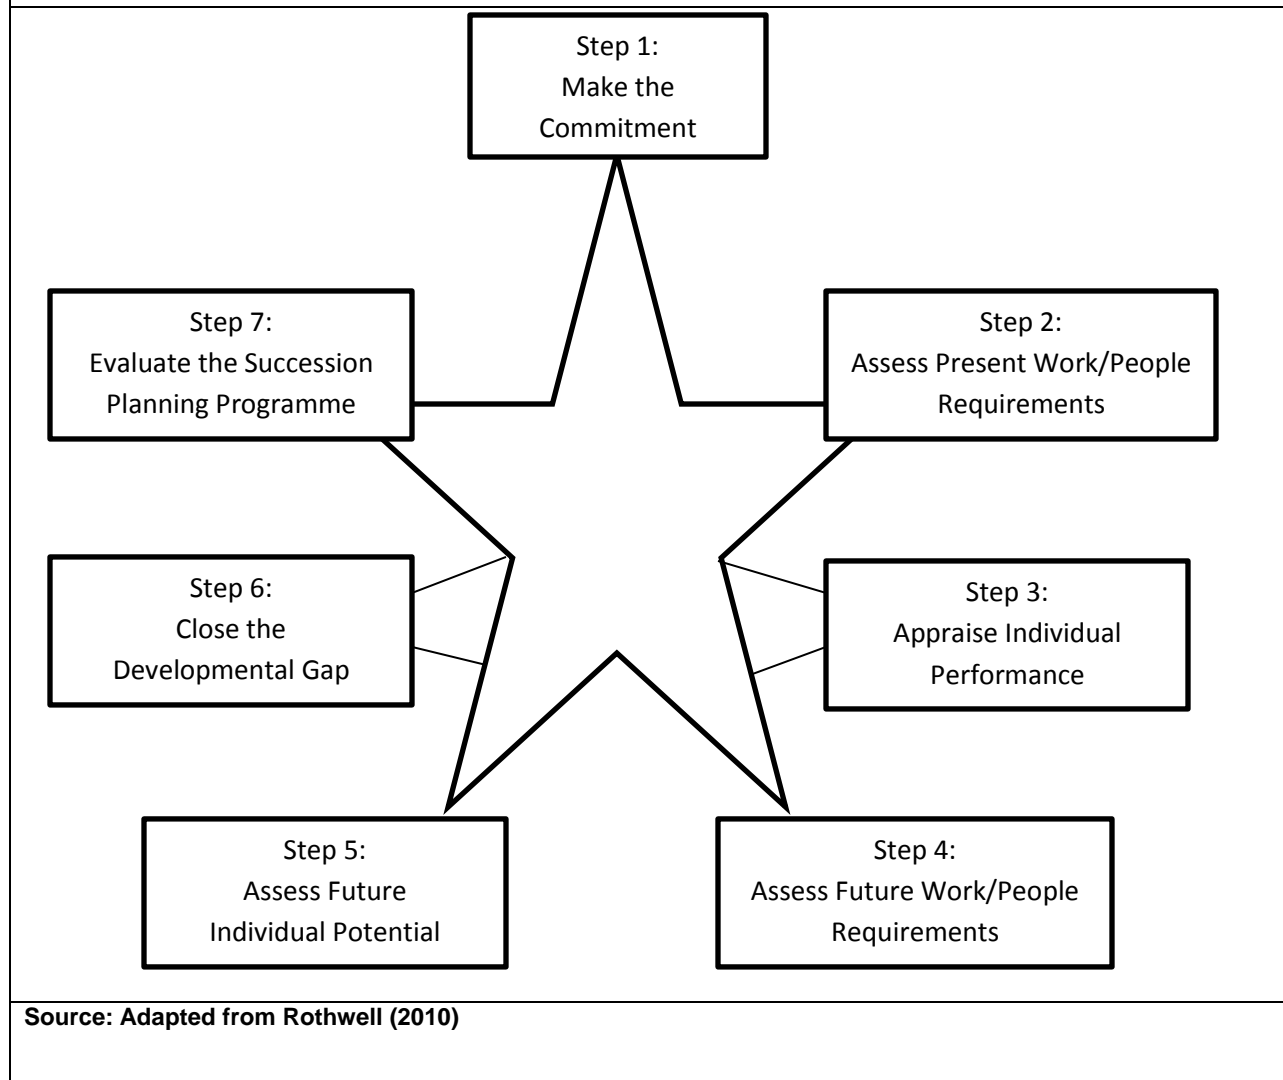 Step 1:
Make the
Commitment
Step 7:
Evaluate the Succession
Planning Programme
Step 2:
Assess Present Work/People
Requirements
Step 6:
Close the
Developmental Gap
Step 3:
Appraise Individual
Performance
Step 5:
Assess Future
Individual Potential
Step 4:
Assess Future Work/People
Requirements
Source: Adapted from Rothwell (2010)